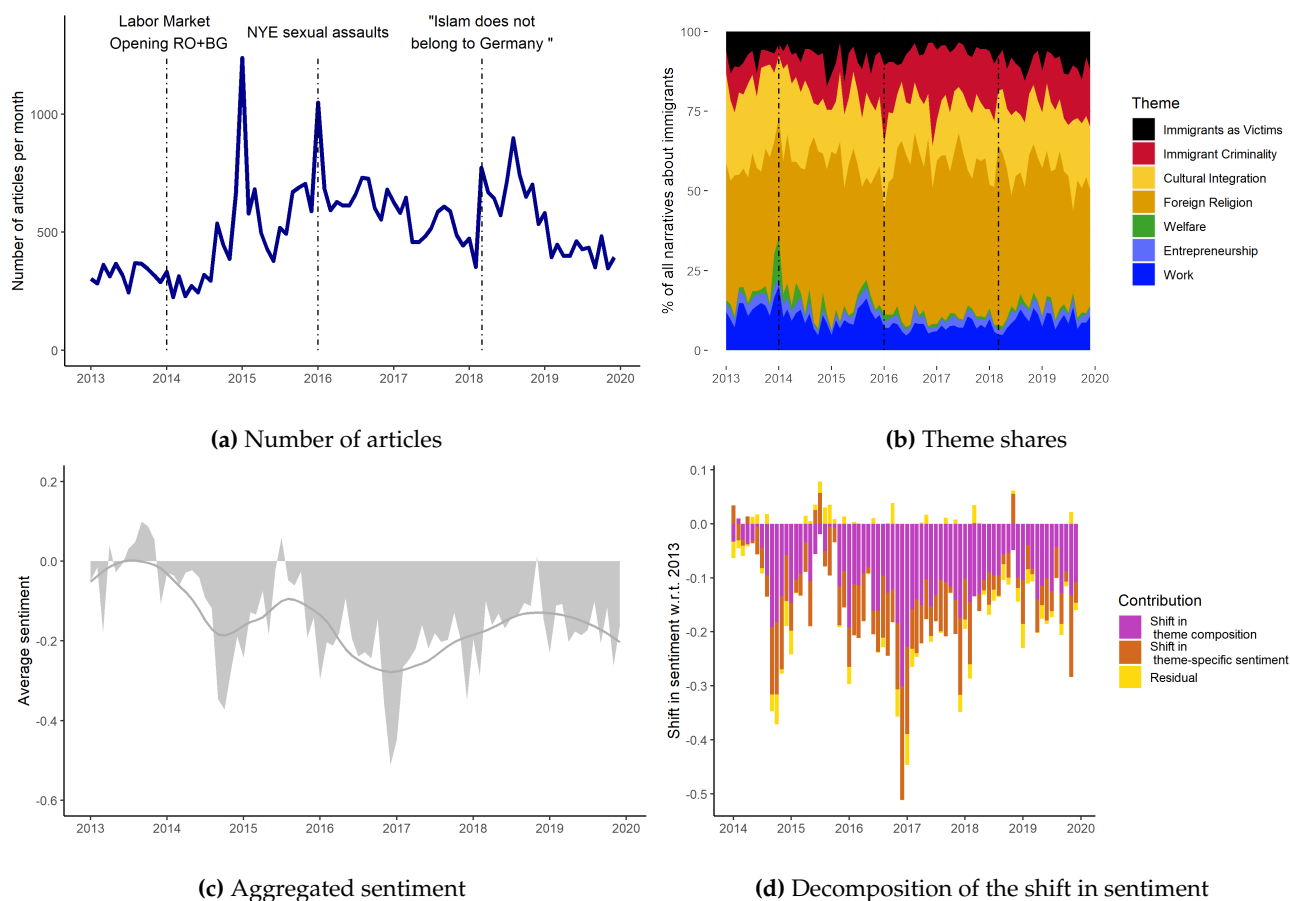 Labor Market
Opening RO+BG
NYE sexual assaults
"Islam does not
belong to Germany "
Number of articles per month
1000
500
0
2013 2014 2015 2016 2017 2018 2019 2020
(a) Number of articles
% of all narratives about immigrants
100
75
50
25
0
2013 2014 2015 2016 2017 2018 2019 2020
Theme
Immigrants as Victims
Immigrant Criminality
Cultural Integration
Foreign Religion
Welfare
Entrepreneurship
Work
(b) Theme shares
Average sentiment
0.2
0.0
-0.2
-0.4
-0.6
2013 2014 2015 2016 2017 2018 2019 2020
(c) Aggregated sentiment
Shift in sentiment w.r.t. 2013
0.1
0.0
-0.1
-0.2
-0.3
-0.4
-0.5
2014 2015 2016 2017 2018 2019 2020
Contribution
Shift in
theme composition
Shift in
theme-specific sentiment
Residual
(d) Decomposition of the shift in sentiment